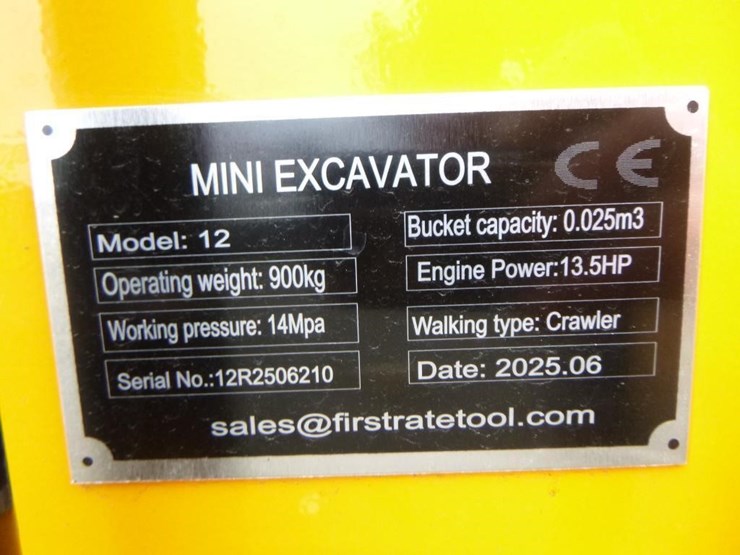 MINI EXCAVATOR CE
Model: 12
Bucket capacity: 0.025m3
Operating weight: 900kg
Engine Power:13.5HP
Working pressure: 14Mpa
Walking type: Crawler
Serial No.:12R2506210
Date: 2025.06
sales@firstratetool.com